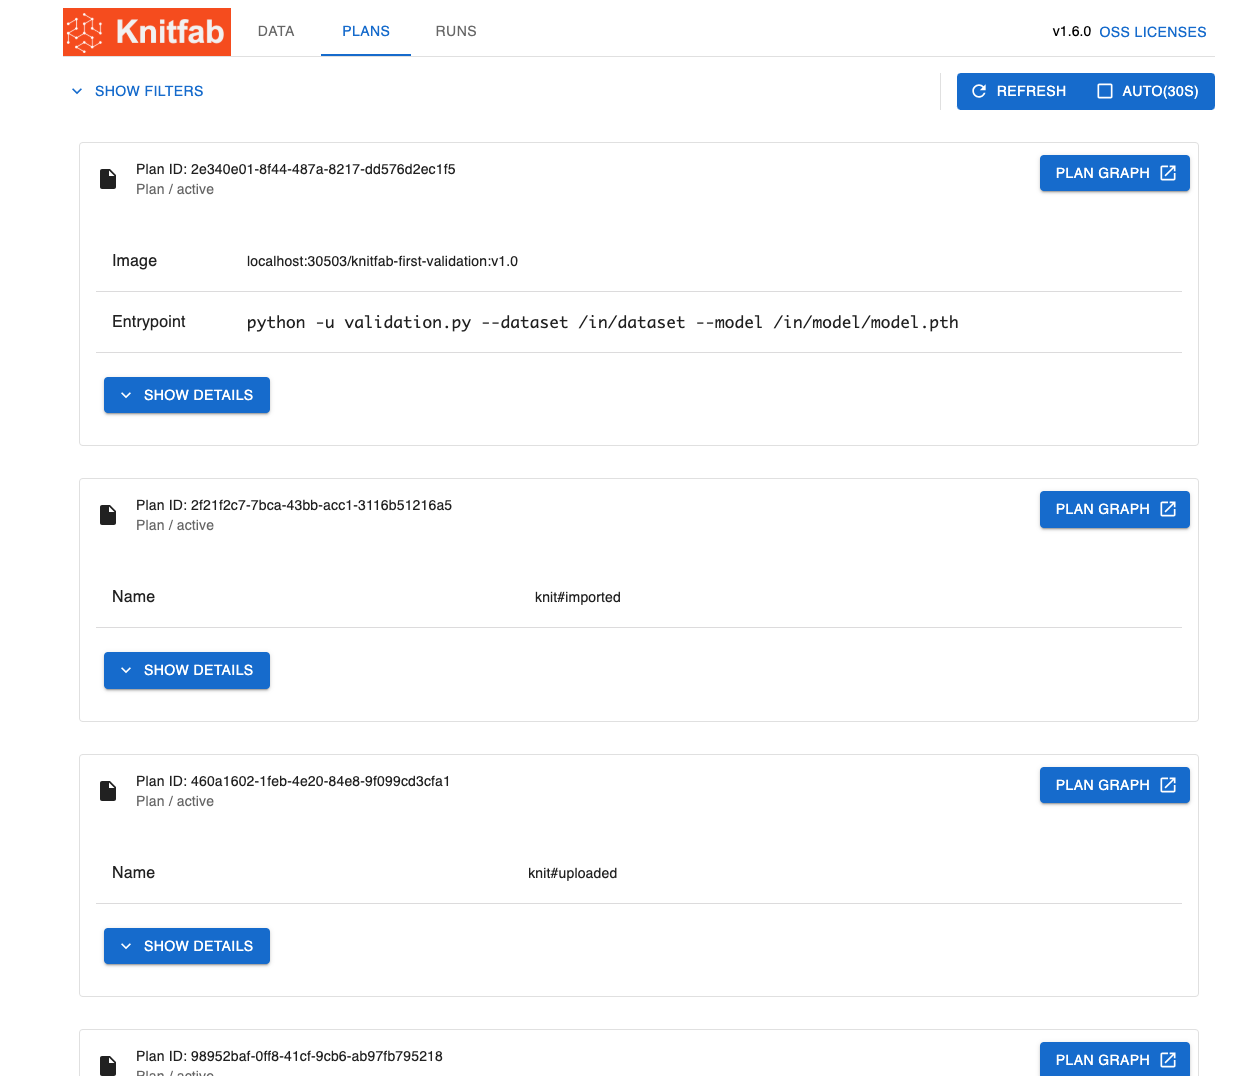 Knitfab DATA PLANS RUNS v1.6.0 OSS LICENSES
SHOW FILTERS REFRESH AUTO(30S)
Plan ID: 2e340e01-8f44-487a-8217-dd576d2ec1f5
Plan / active
PLAN GRAPH
Image localhost:30503/knitfab-first-validation:v1.0
Entrypoint python -u validation.py --dataset /in/dataset --model /in/model/model.pth
SHOW DETAILS
Plan ID: 2f21f2c7-7bca-43bb-acc1-3116b51216a5
Plan / active
PLAN GRAPH
Name knit#imported
SHOW DETAILS
Plan ID: 460a1602-1feb-4e20-84e8-9f099cd3cfa1
Plan / active
PLAN GRAPH
Name knit#uploaded
SHOW DETAILS
Plan ID: 98952baf-0ff8-41cf-9cb6-ab97fb795218
Plan / active
PLAN GRAPH